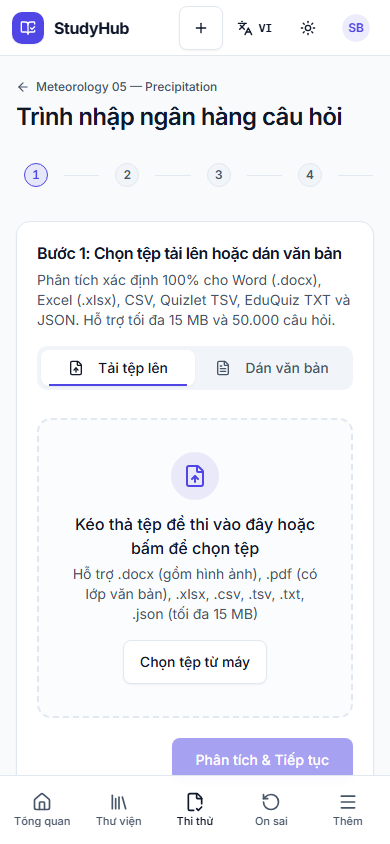 StudyHub
VI
SB
Meteorology 05 — Precipitation
Trình nhập ngân hàng câu hỏi
1
2
3
4
Bước 1: Chọn tệp tải lên hoặc dán văn bản
Phân tích xác định 100% cho Word (.docx),
Excel (.xlsx), CSV, Quizlet TSV, EduQuiz TXT và
JSON. Hỗ trợ tối đa 15 MB và 50.000 câu hỏi.
Tải tệp lên
Dán văn bản
Kéo thả tệp đề thi vào đây hoặc
bấm để chọn tệp
Hỗ trợ .docx (gồm hình ảnh), .pdf (có
lớp văn bản), .xlsx, .csv, .tsv, .txt,
.json (tối đa 15 MB)
Chọn tệp từ máy
Phân tích & Tiếp tục
Tổng quan
Thư viện
Thi thử
Ôn sai
Thêm